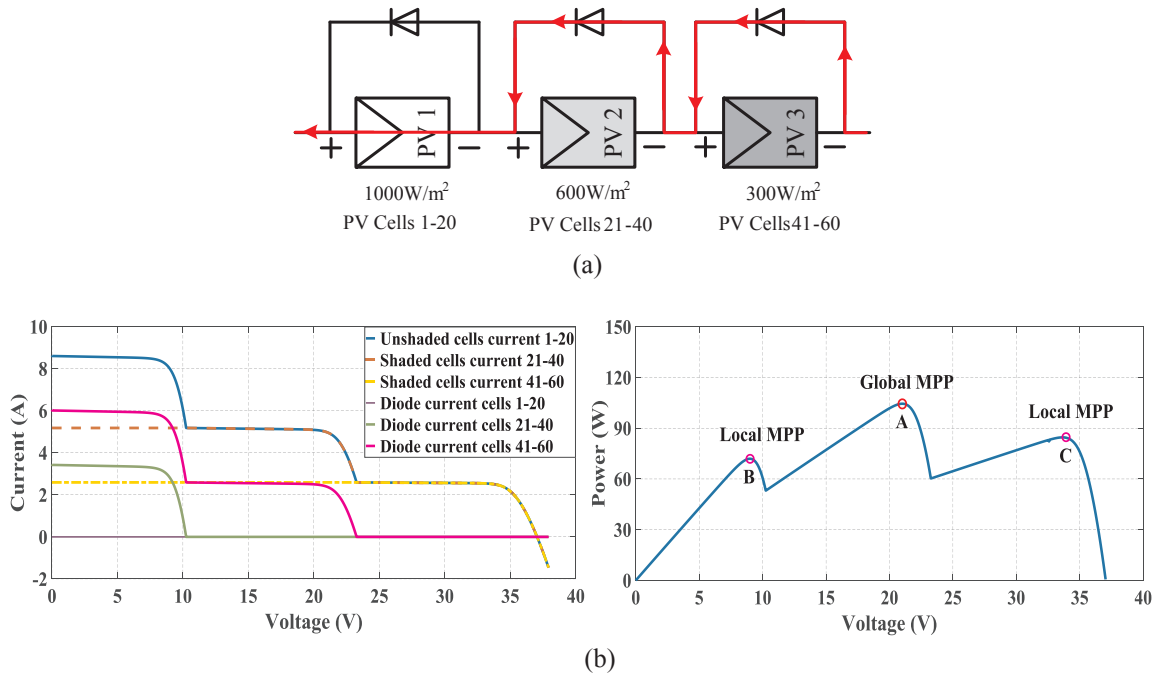 PV 1
PV 2
PV 3
+ − + − + −
1000W/m²
600W/m²
300W/m²
PV Cells 1-20
PV Cells 21-40
PV Cells 41-60
(a)
Current (A)
10
8
6
4
2
0
-2
0 5 10 15 20 25 30 35 40
Voltage (V)
Unshaded cells current 1-20
Shaded cells current 21-40
Shaded cells current 41-60
Diode current cells 1-20
Diode current cells 21-40
Diode current cells 41-60
Power (W)
150
120
90
60
30
0
0 5 10 15 20 25 30 35 40
Voltage (V)
Global MPP
A
Local MPP
B
Local MPP
C
(b)